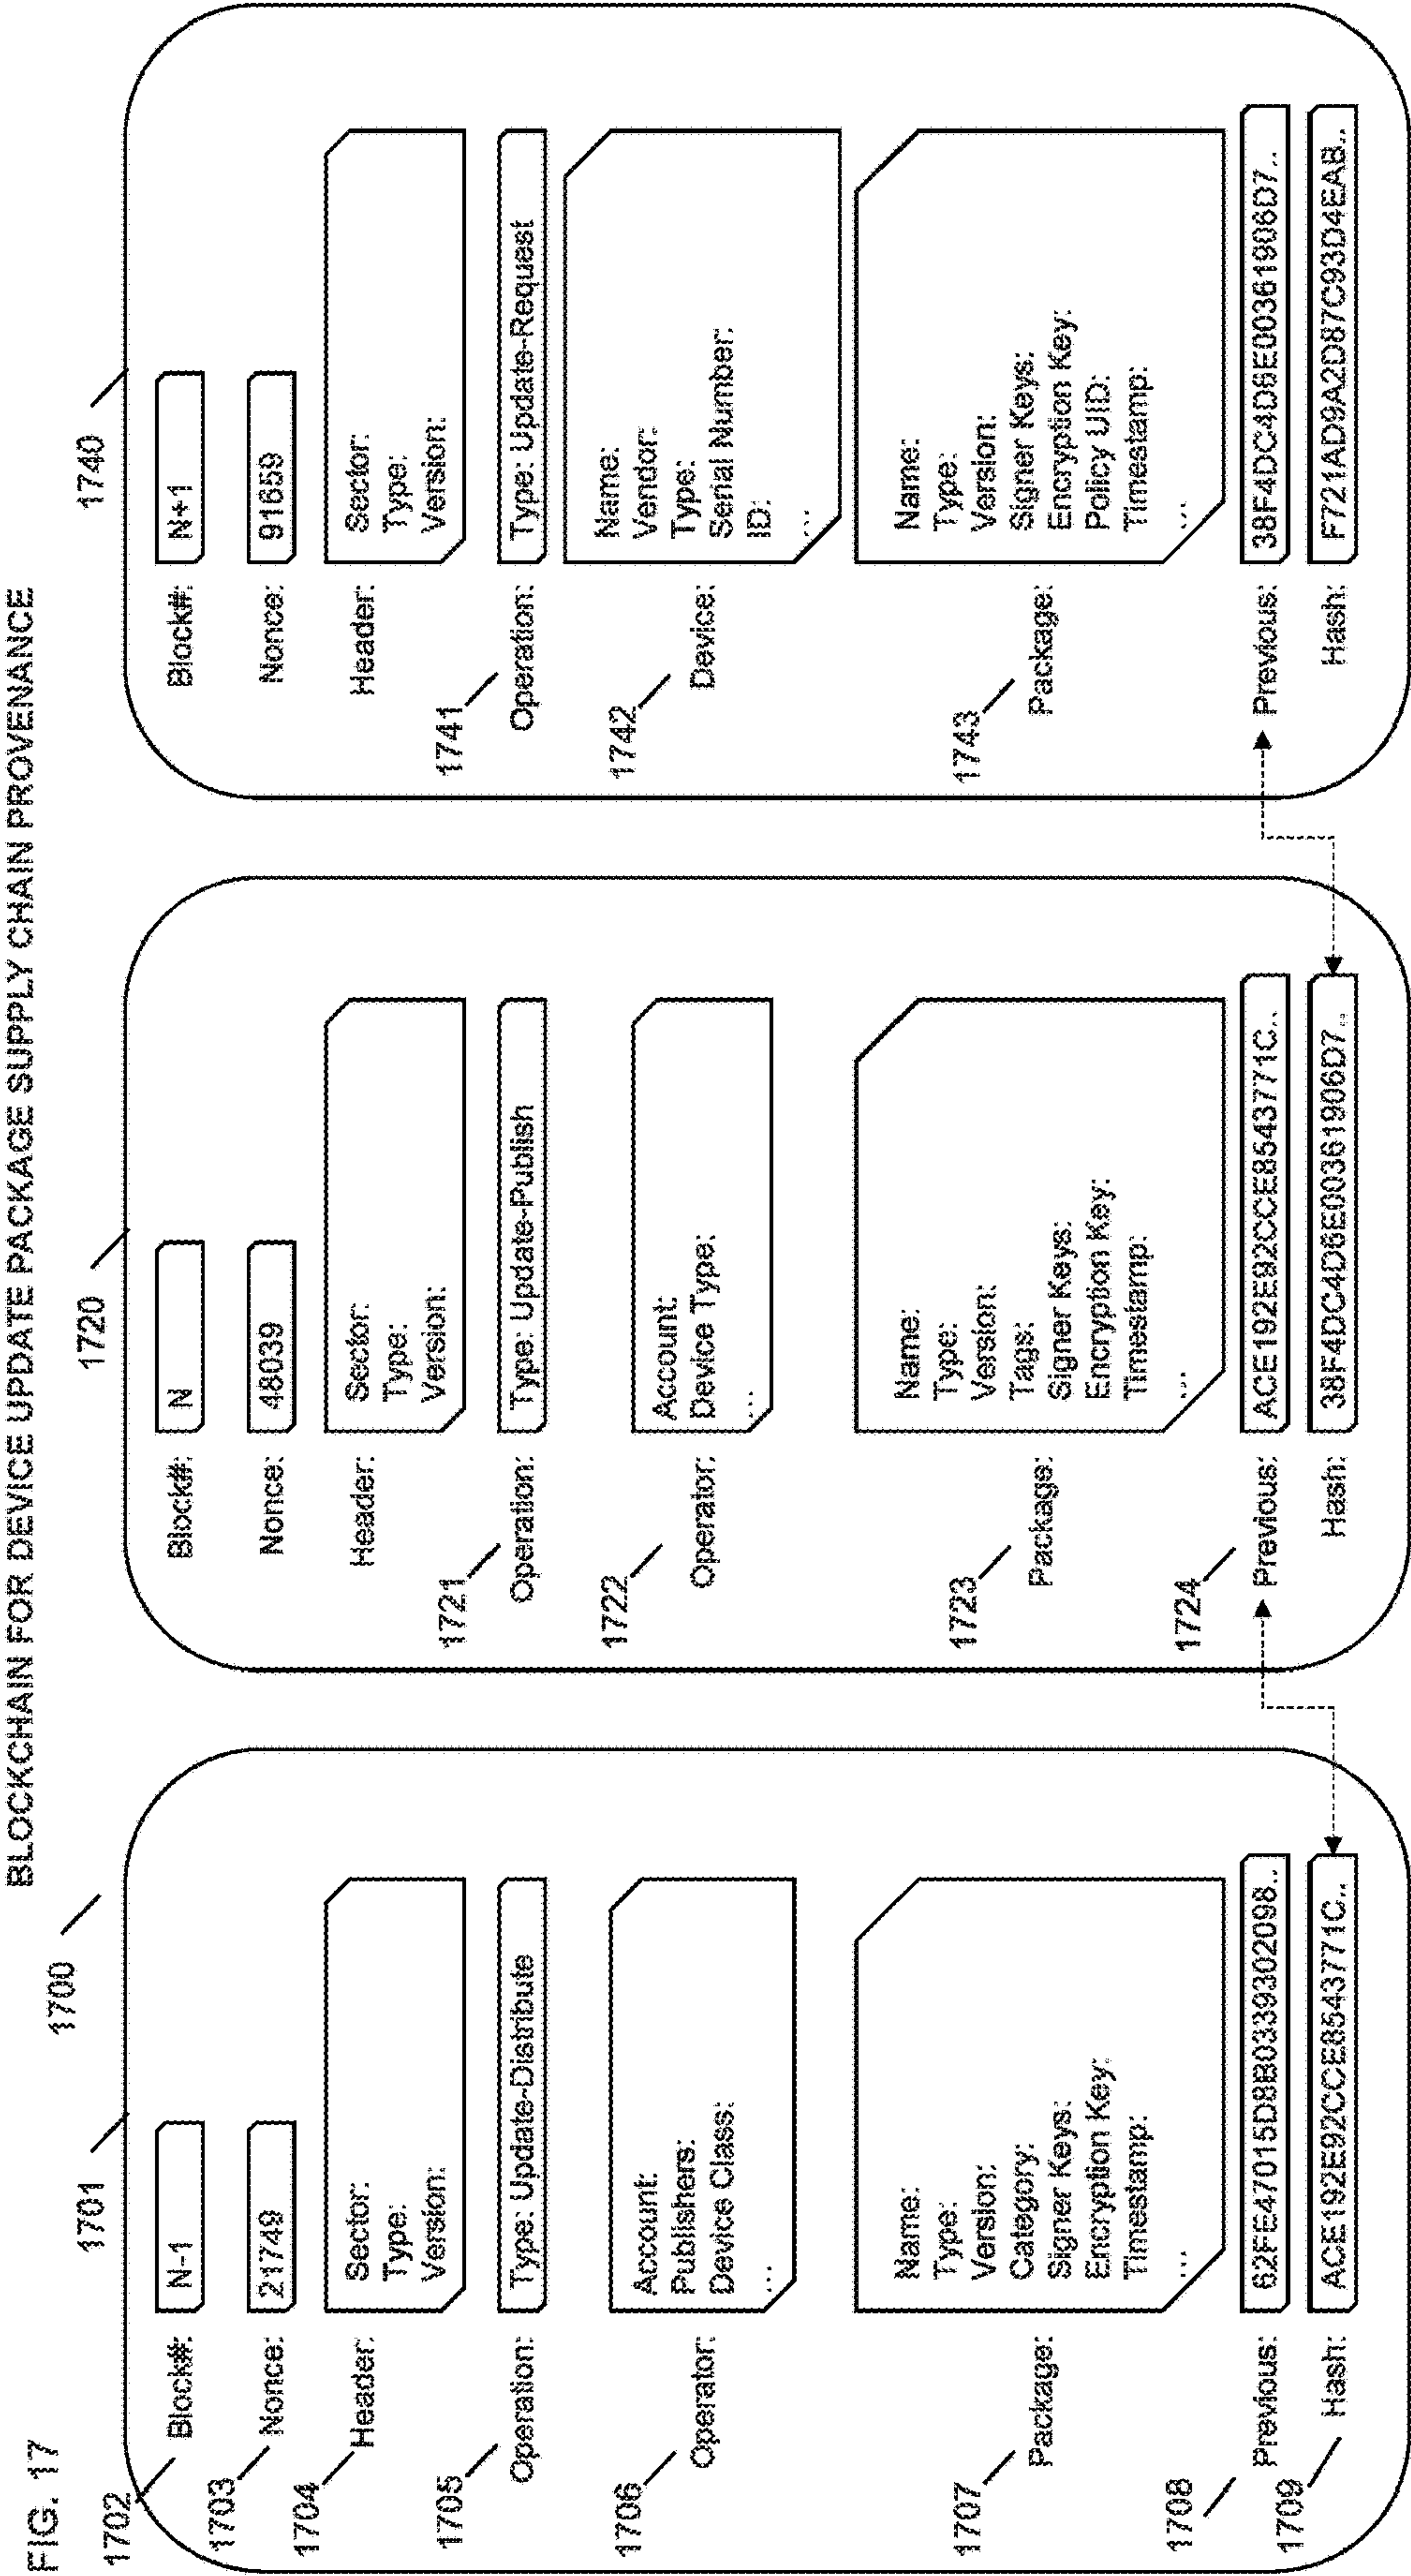 FIG. 17
BLOCKCHAIN FOR DEVICE UPDATE PACKAGE SUPPLY CHAIN PROVENANCE
1700
1701
1702
Block#: N-1
1703
Nonce: 21749
1704
Header:
Sector:
Type:
Version:
1705
Operation: Type: Update-Distribute
1706
Operator:
Account:
Publishers:
Device Class:
...
1707
Package:
Name:
Type:
Version:
Category:
Signer Keys:
Encryption Key:
Timestamp:
...
1708
Previous: 62FE47015D8B0339302098..
1709
Hash: ACE192E92CCE8543771C..
1720
Block#: N
Nonce: 48039
Header:
Sector:
Type:
Version:
1721
Operation: Type: Update-Publish
1722
Operator:
Account:
Device Type:
...
1723
Package:
Name:
Type:
Version:
Tags:
Signer Keys:
Encryption Key:
Timestamp:
...
1724
Previous: ACE192E92CCE8543771C..
Hash: 38F4DC4D6E00361906D7..
1740
Block#: N+1
Nonce: 91659
Header:
Sector:
Type:
Version:
1741
Operation: Type: Update-Request
1742
Device:
Name:
Vendor:
Type:
Serial Number:
ID:
...
1743
Package:
Name:
Type:
Version:
Signer Keys:
Encryption Key:
Policy UID:
Timestamp:
...
Previous: 38F4DC4D6E00361906D7..
Hash: F721AD9A2D87C93D4EAB..